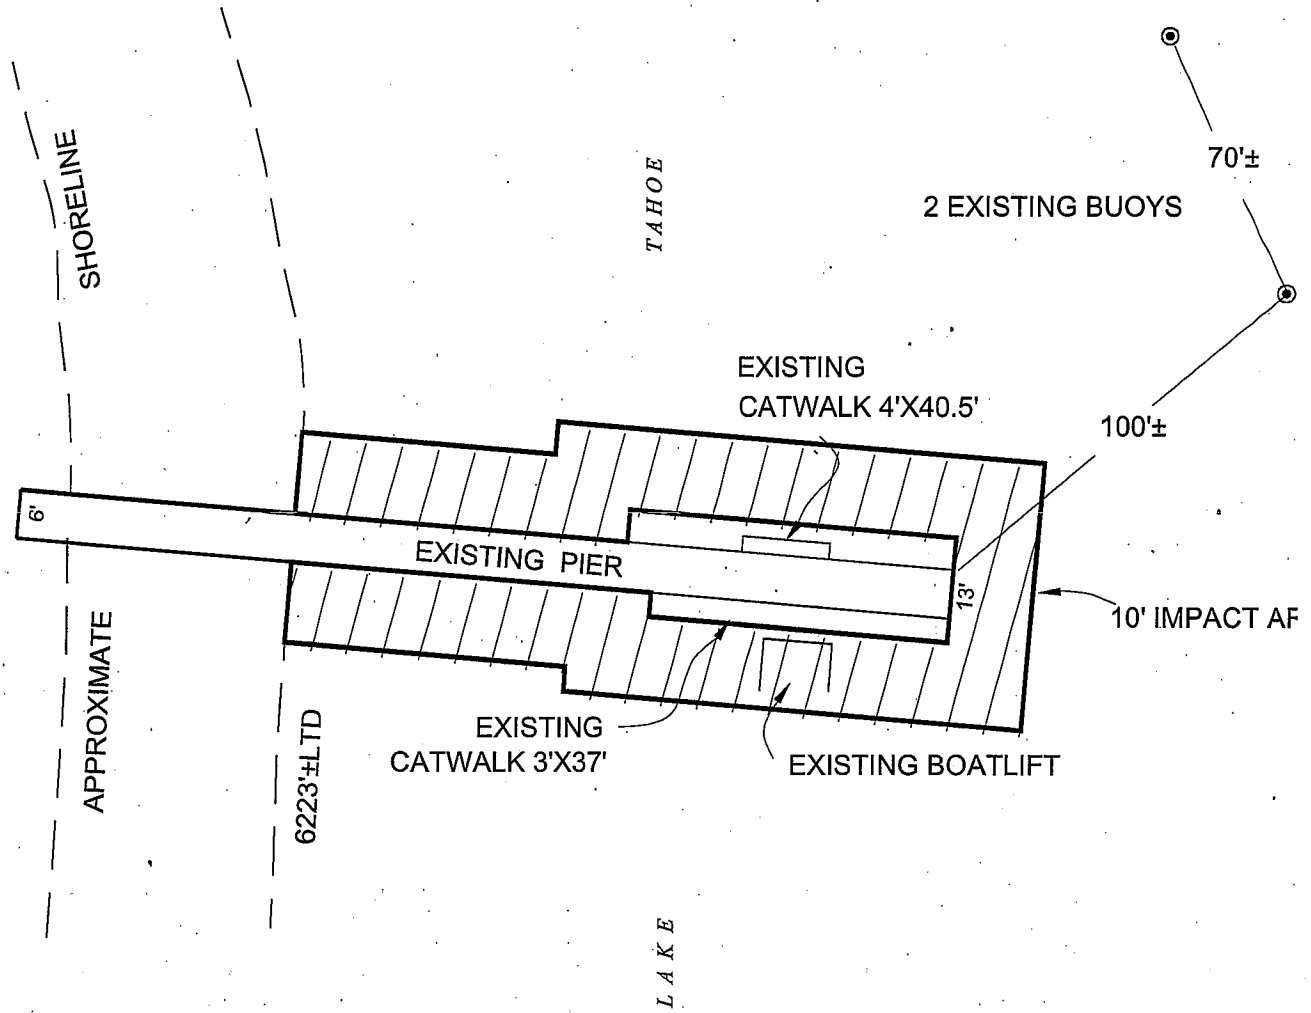 TAHOE
SHORELINE
70'±
2 EXISTING BUOYS
EXISTING
CATWALK 4'X40.5'
100'±
6'
EXISTING PIER
13'
10' IMPACT
APPROXIMATE
6223'±LTD
EXISTING
CATWALK 3'X37'
EXISTING BOATLIFT
LAKE